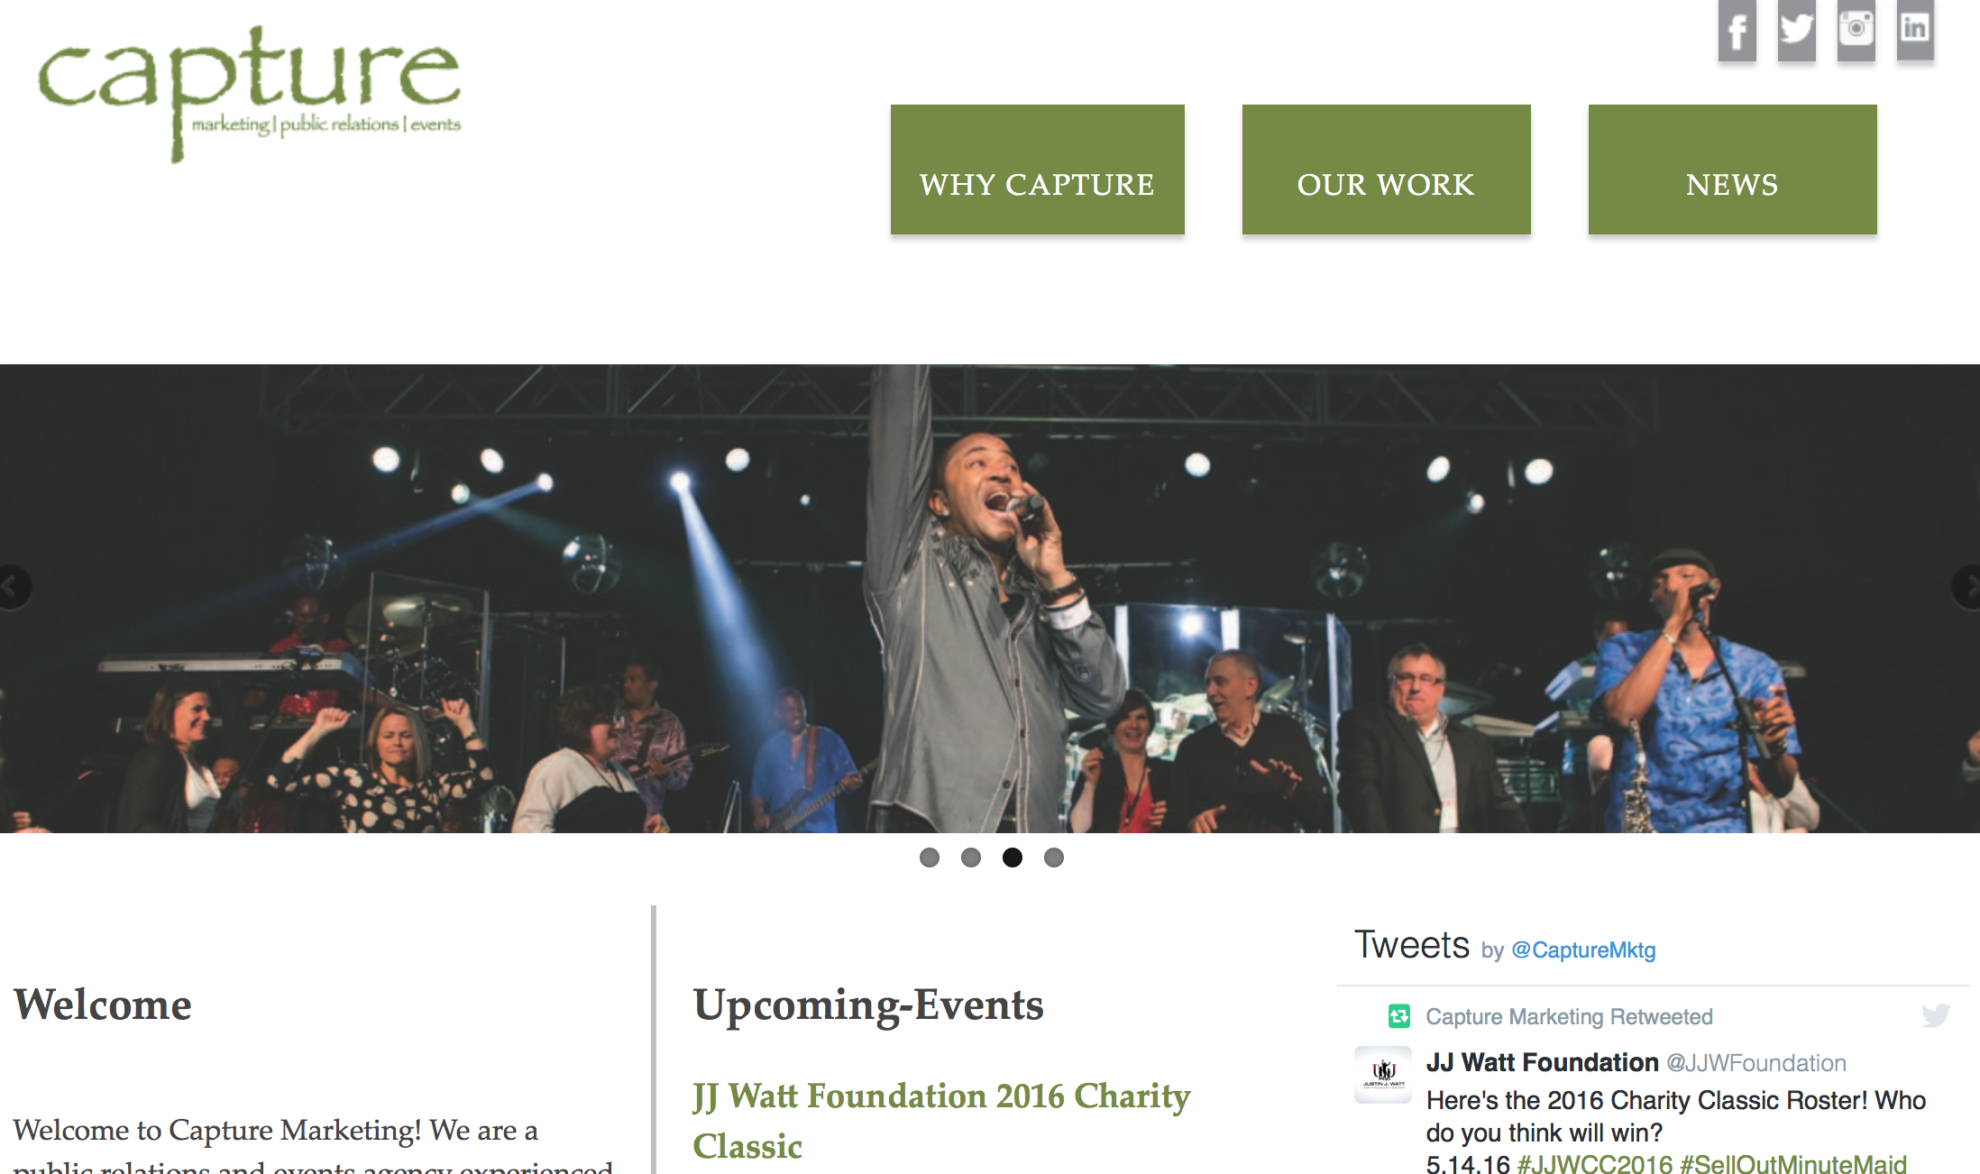 capture
marketing | public relations | events
WHY CAPTURE
OUR WORK
NEWS
Welcome
Welcome to Capture Marketing! We are a
public relations and events agency experienced
Upcoming-Events
JJ Watt Foundation 2016 Charity
Classic
Tweets by @CaptureMktg
Capture Marketing Retweeted
JJ Watt Foundation @JJWFoundation
JUSTIN J. WATT
Here's the 2016 Charity Classic Roster! Who
do you think will win?
5.14.16 #JJWCC2016 #SellOutMinuteMaid